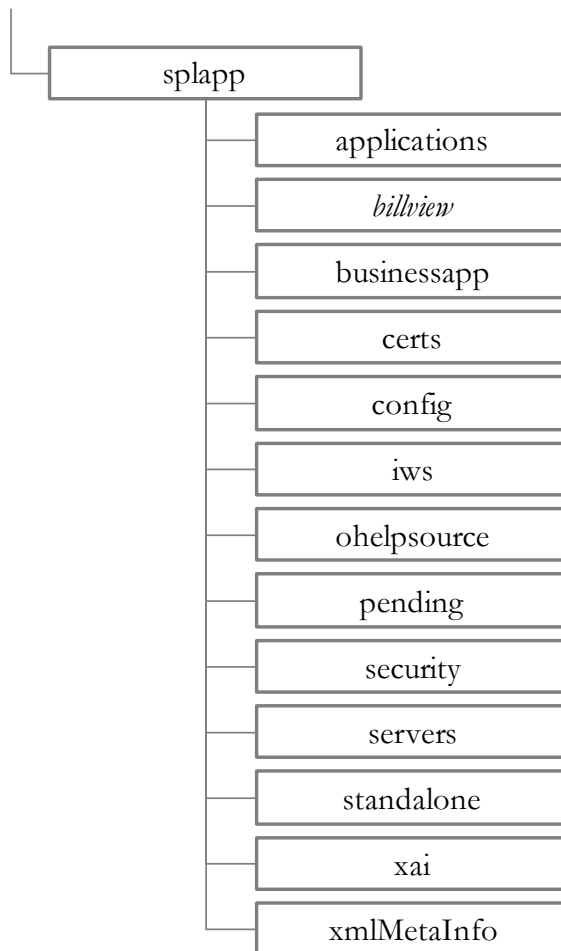 splapp
applications
billview
businessapp
certs
config
iws
ohelpsource
pending
security
servers
standalone
xai
xmlMetaInfo